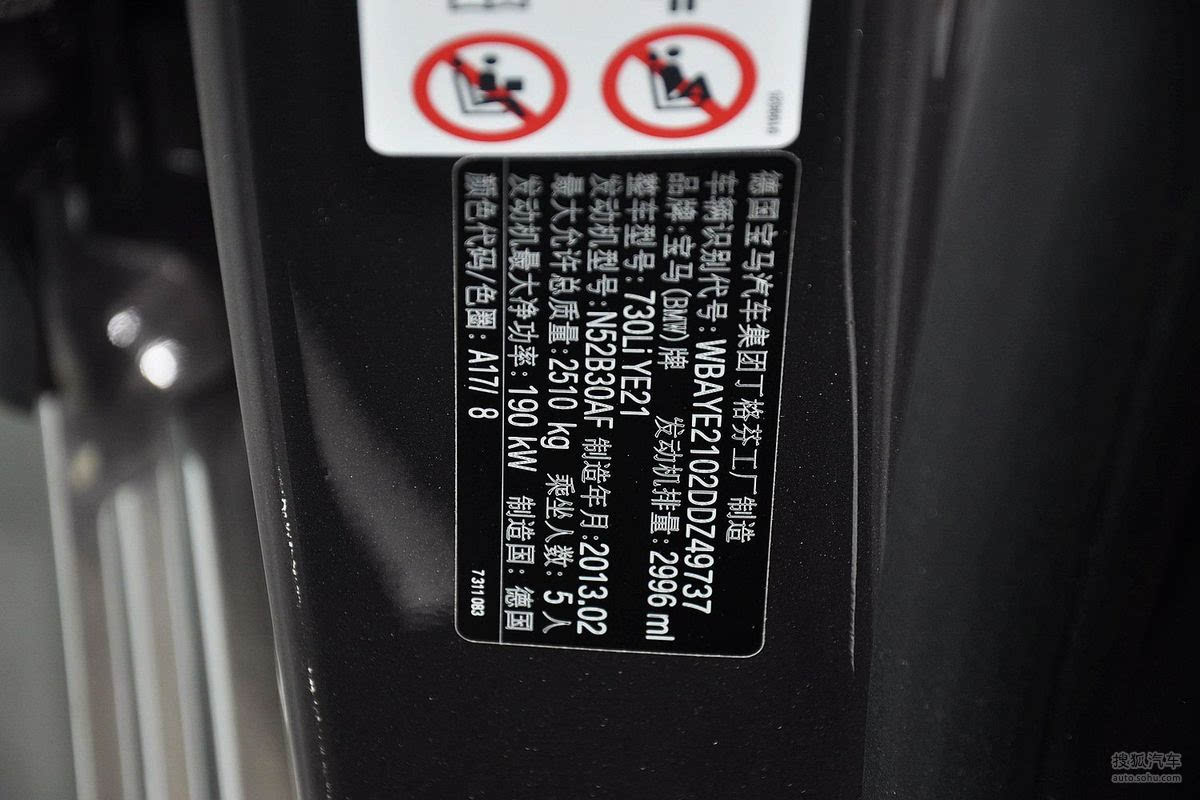 德国宝马汽车集团丁格芬工厂制造
车辆识别代号:WBAYE2102DDZ49737
品牌:宝马(BMW)牌 发动机排量:2996 ml
整车型号:730Li YE21
发动机型号:N52B30AF 制造年月:2013.02
最大允许总质量:2510 kg 乘坐人数:5人
发动机最大净功率:190 kW 制造国:德国
颜色代码/色圈:A17/ 8 7311083
搜狐汽车
auto.sohu.com